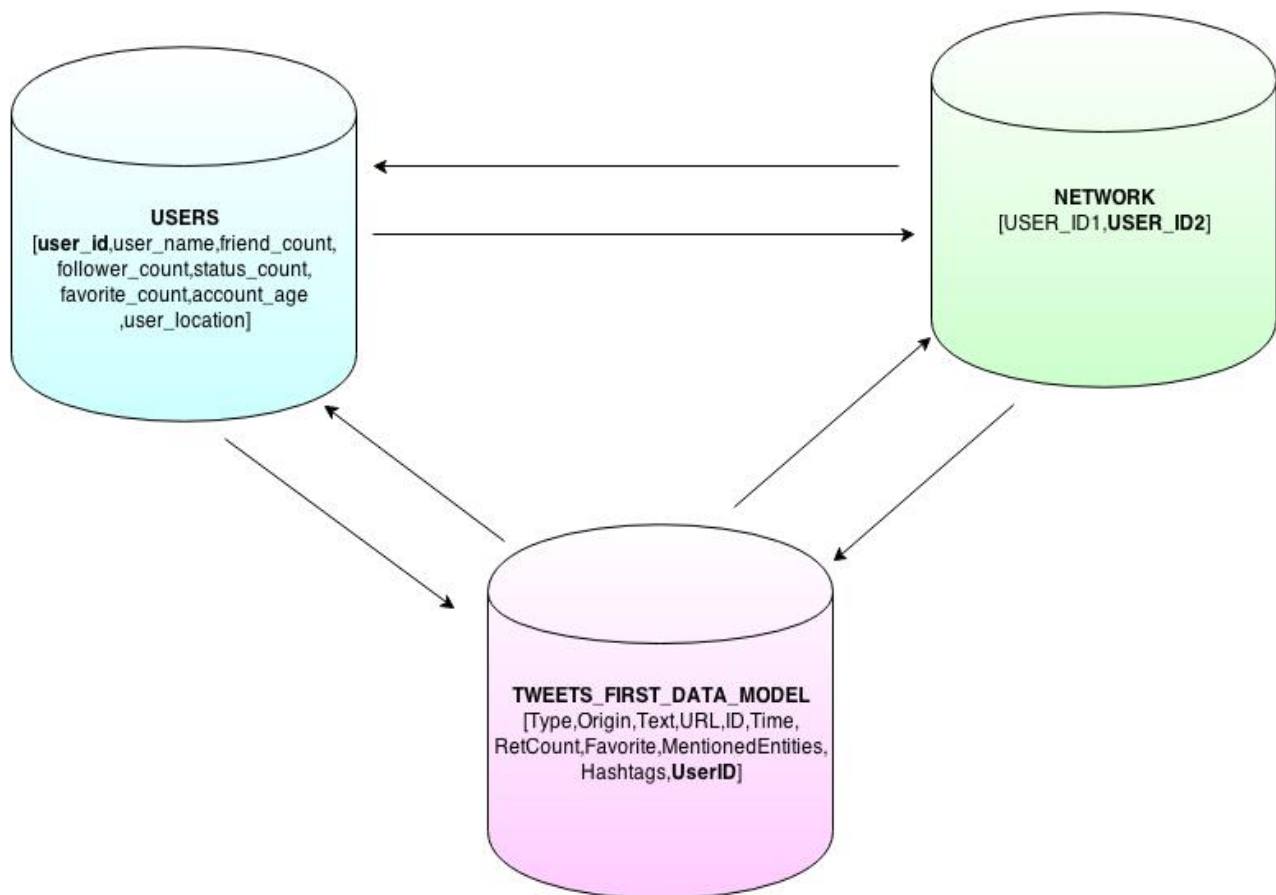 USERS
[user_id,user_name,friend_count,
follower_count,status_count,
favorite_count,account_age
,user_location]
NETWORK
[USER_ID1,USER_ID2]
TWEETS_FIRST_DATA_MODEL
[Type,Origin,Text,URL,ID,Time,
RetCount,Favorite,MentionedEntities,
Hashtags,UserID]